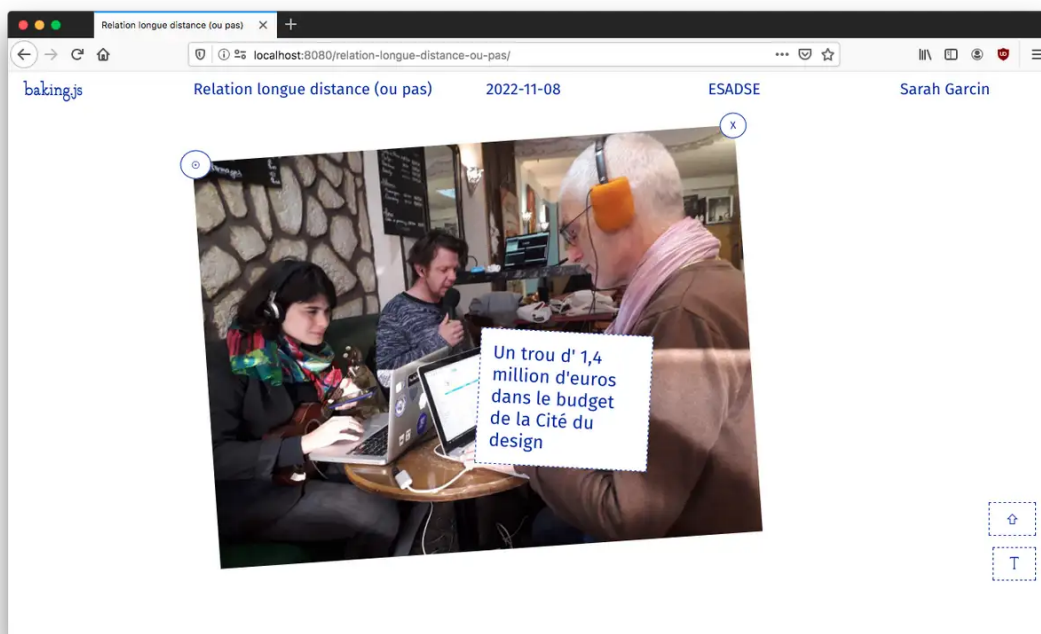 Relation longue distance (ou pas)
localhost:8080/relation-longue-distance-ou-pas/
baking.js
Relation longue distance (ou pas)
2022-11-08
ESADSE
Sarah Garcin
X
Un trou d' 1,4
million d'euros
dans le budget
de la Cité du
design
T